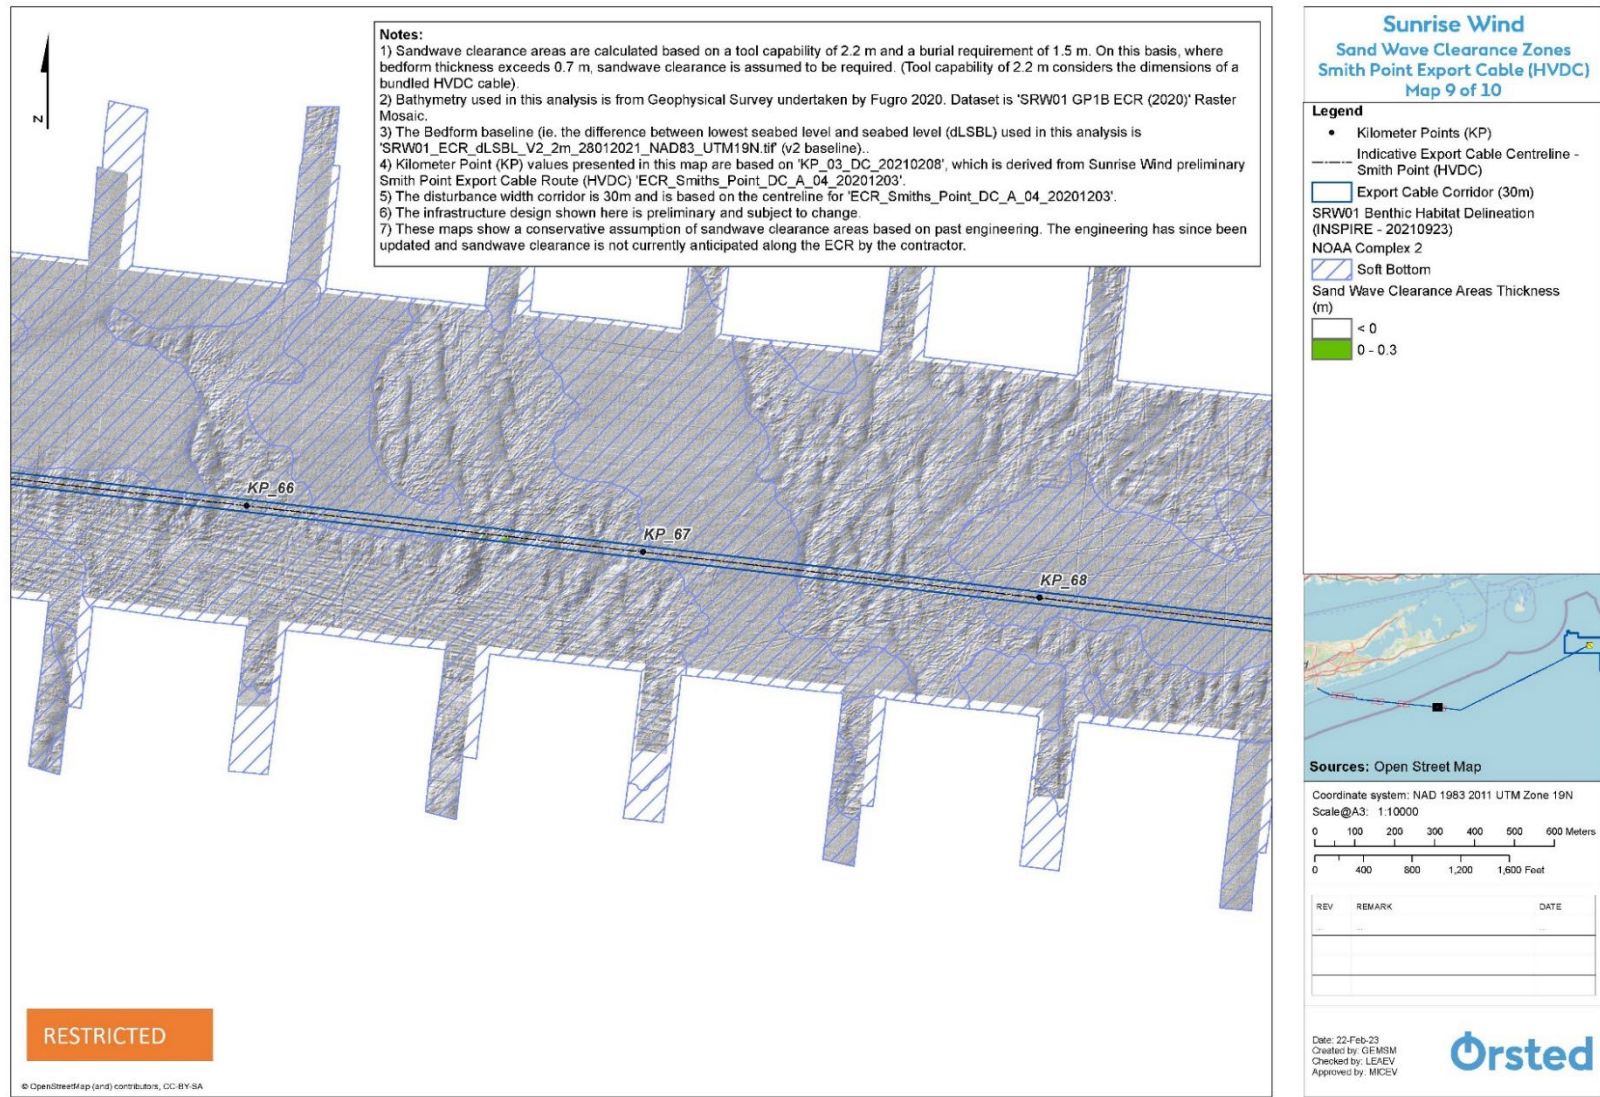 Notes:
1) Sandwave clearance areas are calculated based on a tool capability of 2.2 m and a burial requirement of 1.5 m. On this basis, where
bedform thickness exceeds 0.7 m, sandwave clearance is assumed to be required. (Tool capability of 2.2 m considers the dimensions of a
bundled HVDC cable).
2) Bathymetry used in this analysis is from Geophysical Survey undertaken by Fugro 2020. Dataset is 'SRW01 GP1B ECR (2020)' Raster
Mosaic.
3) The Bedform baseline (ie. the difference between lowest seabed level and seabed level (dLSBL) used in this analysis is
'SRW01_ECR_dLSBL_V2_2m_28012021_NAD83_UTM19N.tif' (v2 baseline)..
4) Kilometer Point (KP) values presented in this map are based on 'KP_03_DC_20210208', which is derived from Sunrise Wind preliminary
Smith Point Export Cable Route (HVDC) 'ECR_Smiths_Point_DC_A_04_20201203'.
5) The disturbance width corridor is 30m and is based on the centreline for 'ECR_Smiths_Point_DC_A_04_20201203'.
6) The infrastructure design shown here is preliminary and subject to change.
7) These maps show a conservative assumption of sandwave clearance areas based on past engineering. The engineering has since been
updated and sandwave clearance is not currently anticipated along the ECR by the contractor.
N
KP_66
KP_67
KP_68
RESTRICTED
© OpenStreetMap (and) contributors, CC-BY-SA
Sunrise Wind
Sand Wave Clearance Zones
Smith Point Export Cable (HVDC)
Map 9 of 10
Legend
Kilometer Points (KP)
Indicative Export Cable Centreline -
Smith Point (HVDC)
Export Cable Corridor (30m)
SRW01 Benthic Habitat Delineation
(INSPIRE - 20210923)
NOAA Complex 2
Soft Bottom
Sand Wave Clearance Areas Thickness
(m)
< 0
0 - 0.3
Sources: Open Street Map
Coordinate system: NAD 1983 2011 UTM Zone 19N
Scale@A3: 1:10000
0 100 200 300 400 500 600 Meters
0 400 800 1,200 1,600 Feet
REV REMARK DATE
... ... ...
Date: 22-Feb-23
Created by: GEMSM
Checked by: LEAEV
Approved by: MICEV
Ørsted